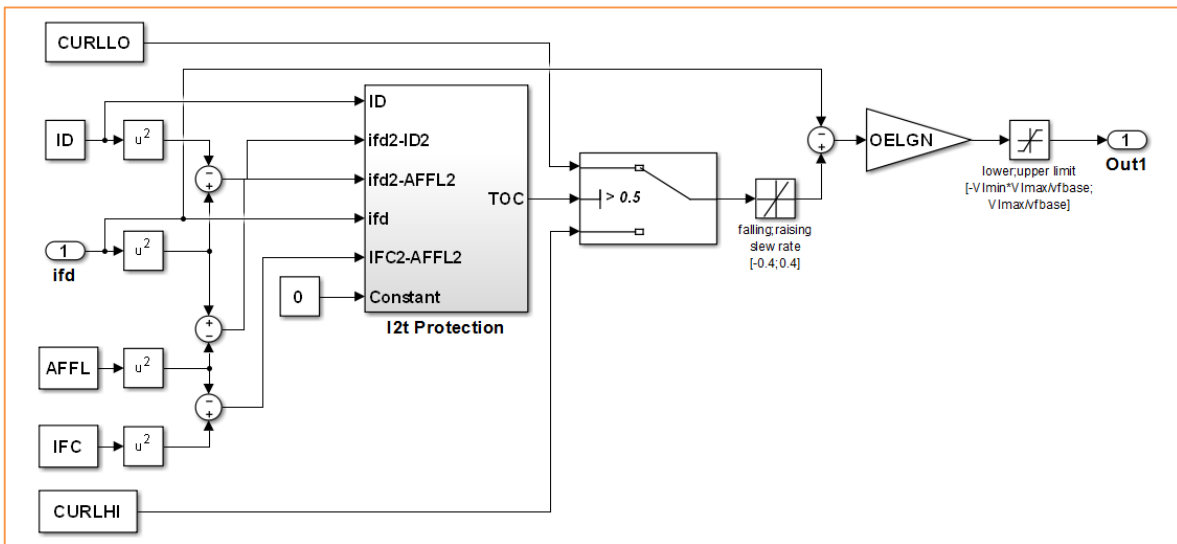 CURLLO
ID
u²
ID
ifd2-ID2
ifd2-AFFL2
ifd
IFC2-AFFL2
Constant
TOC
I2t Protection
−
+
> 0.5
falling;raising
slew rate
[-0.4;0.4]
−
+
OELGN
lower;upper limit
[-VImin*VImax/vfbase;
VImax/vfbase]
1
Out1
1
ifd
u²
0
+
−
AFFL
u²
−
+
IFC
u²
CURLHI